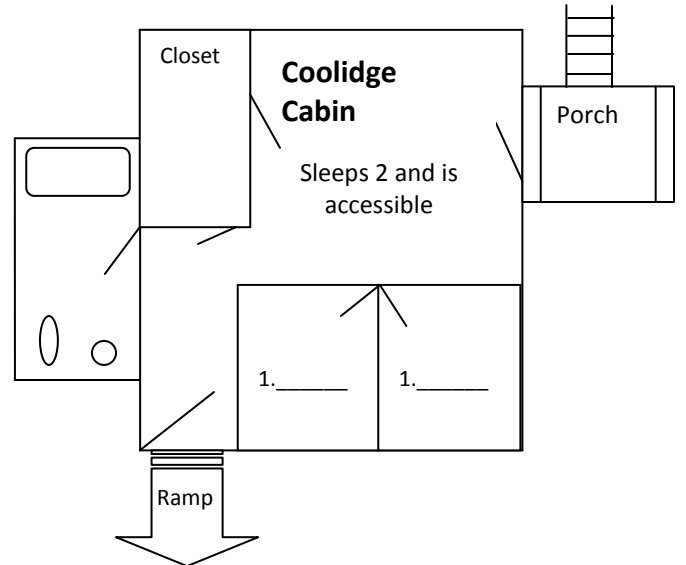 Closet
Coolidge
Cabin
Porch
Sleeps 2 and is
accessible
1.______
1.______
Ramp